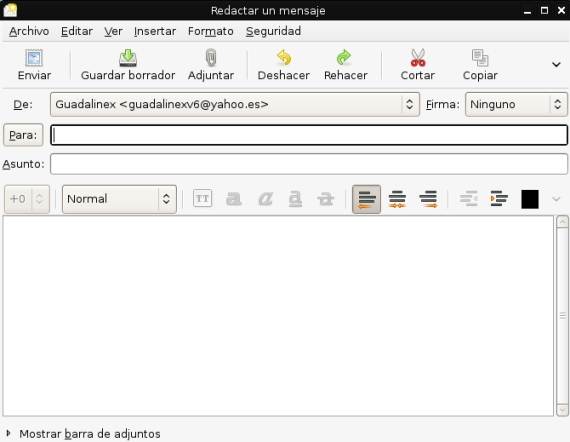 Redactar un mensaje
Archivo Editar Ver Insertar Formato Seguridad
Enviar Guardar borrador Adjuntar Deshacer Rehacer Cortar Copiar
De: Guadalinex <guadalinexv6@yahoo.es> Firma: Ninguno
Para:
Asunto:
+0 Normal TT a a a a
Mostrar barra de adjuntos